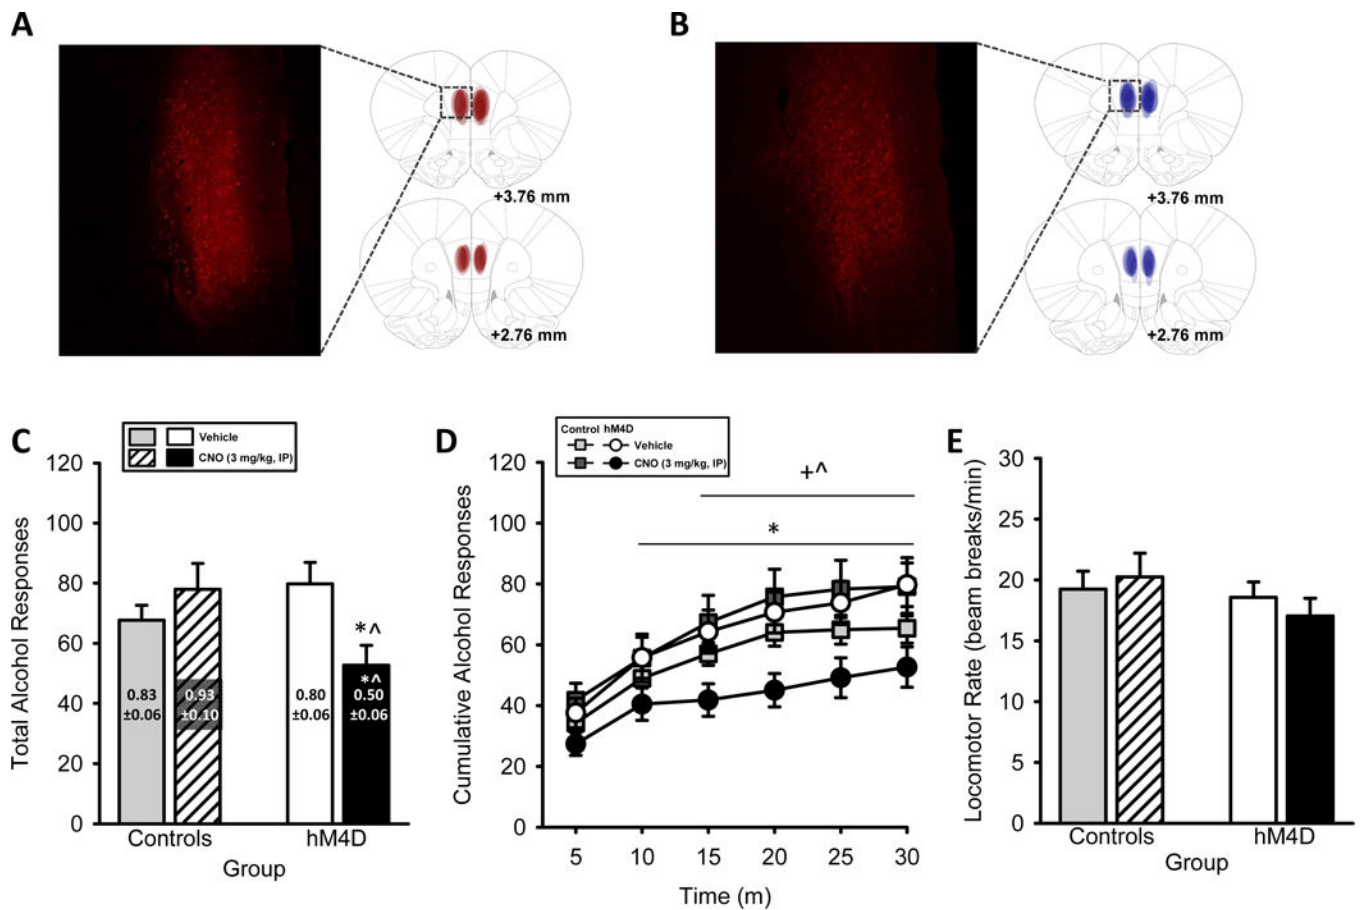 A
B
+3.76 mm
+2.76 mm
+3.76 mm
+2.76 mm
C
Vehicle
CNO (3 mg/kg, IP)
Total Alcohol Responses
120
100
80
60
40
20
0
0.83
±0.06
0.93
±0.10
0.80
±0.06
*^
*^
0.50
±0.06
Controls
hM4D
Group
D
Control hM4D
Vehicle
CNO (3 mg/kg, IP)
Cumulative Alcohol Responses
120
100
80
60
40
20
0
+^
*
5
10
15
20
25
30
Time (m)
E
Locomotor Rate (beam breaks/min)
30
25
20
15
10
5
0
Controls
hM4D
Group